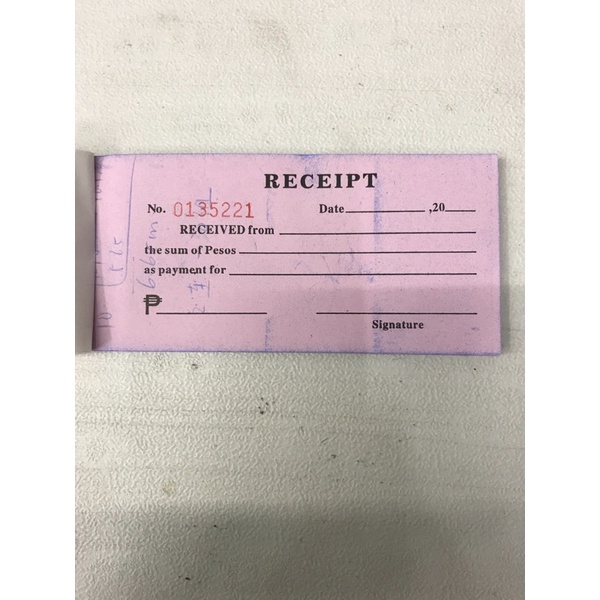 RECEIPT
No. 0135221 Date ,20
RECEIVED from
the sum of Pesos
as payment for
₱
Signature